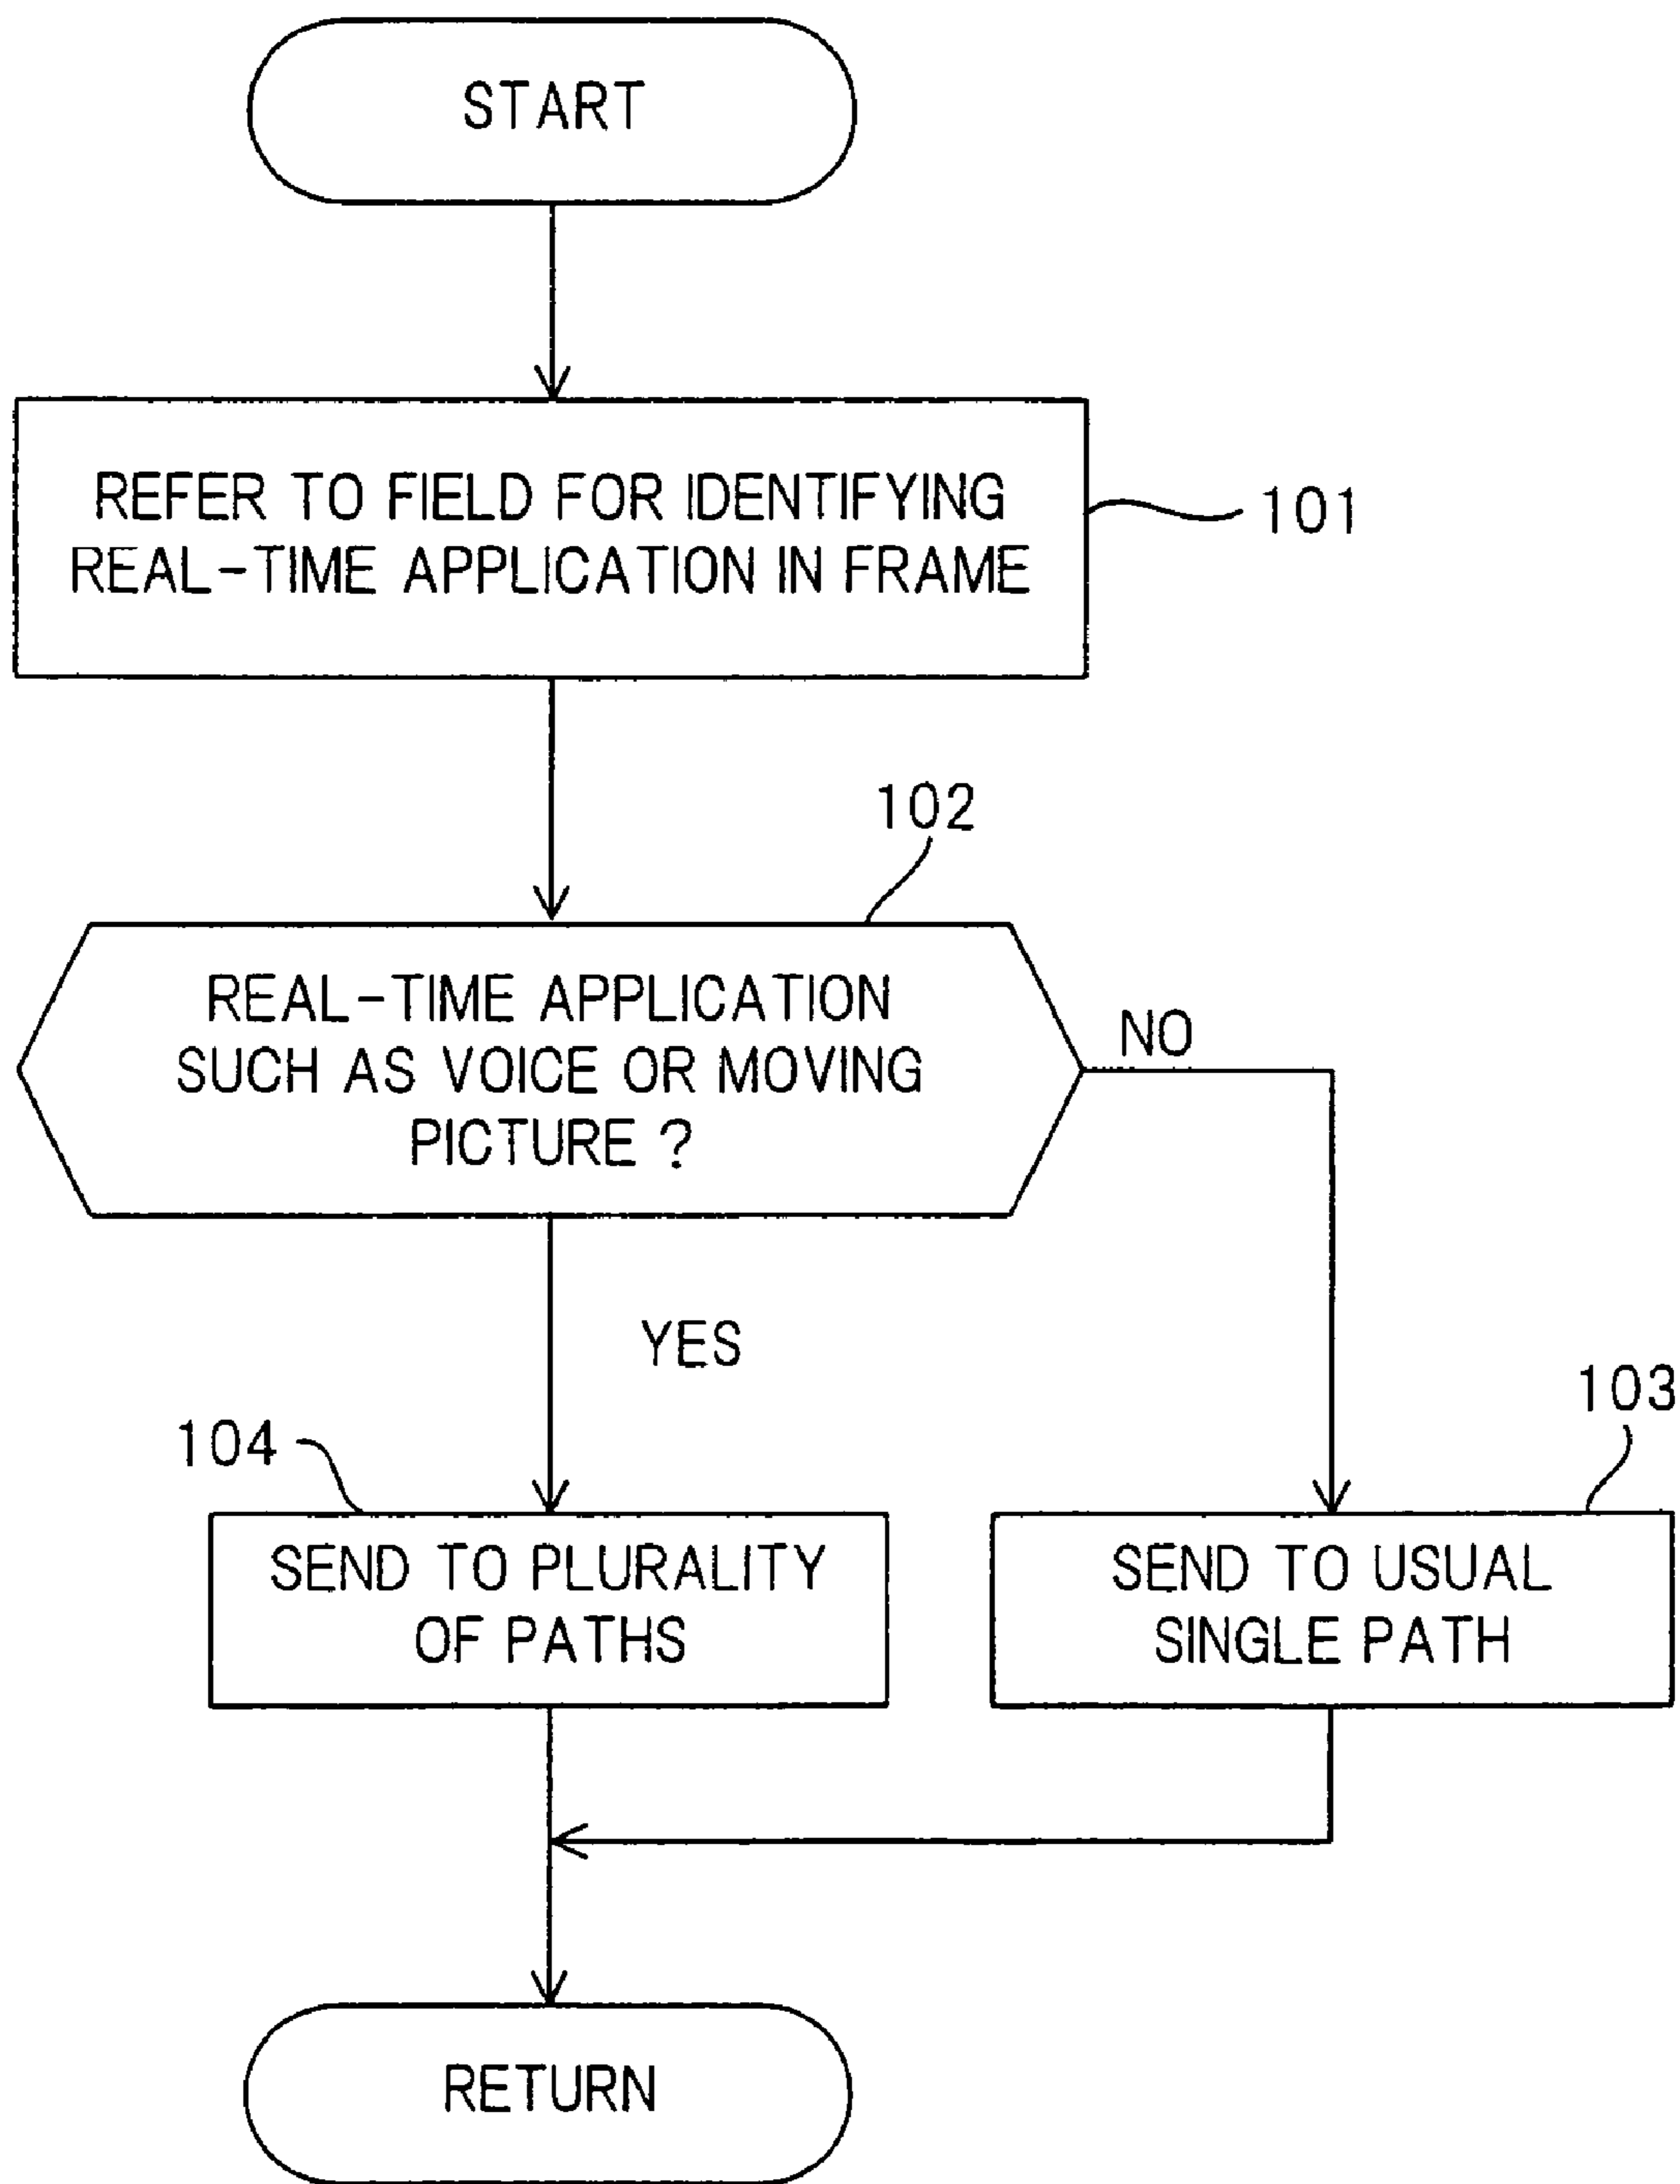 START
REFER TO FIELD FOR IDENTIFYING
REAL-TIME APPLICATION IN FRAME
101
102
REAL-TIME APPLICATION
SUCH AS VOICE OR MOVING
PICTURE ?
NO
YES
104
103
SEND TO PLURALITY
OF PATHS
SEND TO USUAL
SINGLE PATH
RETURN